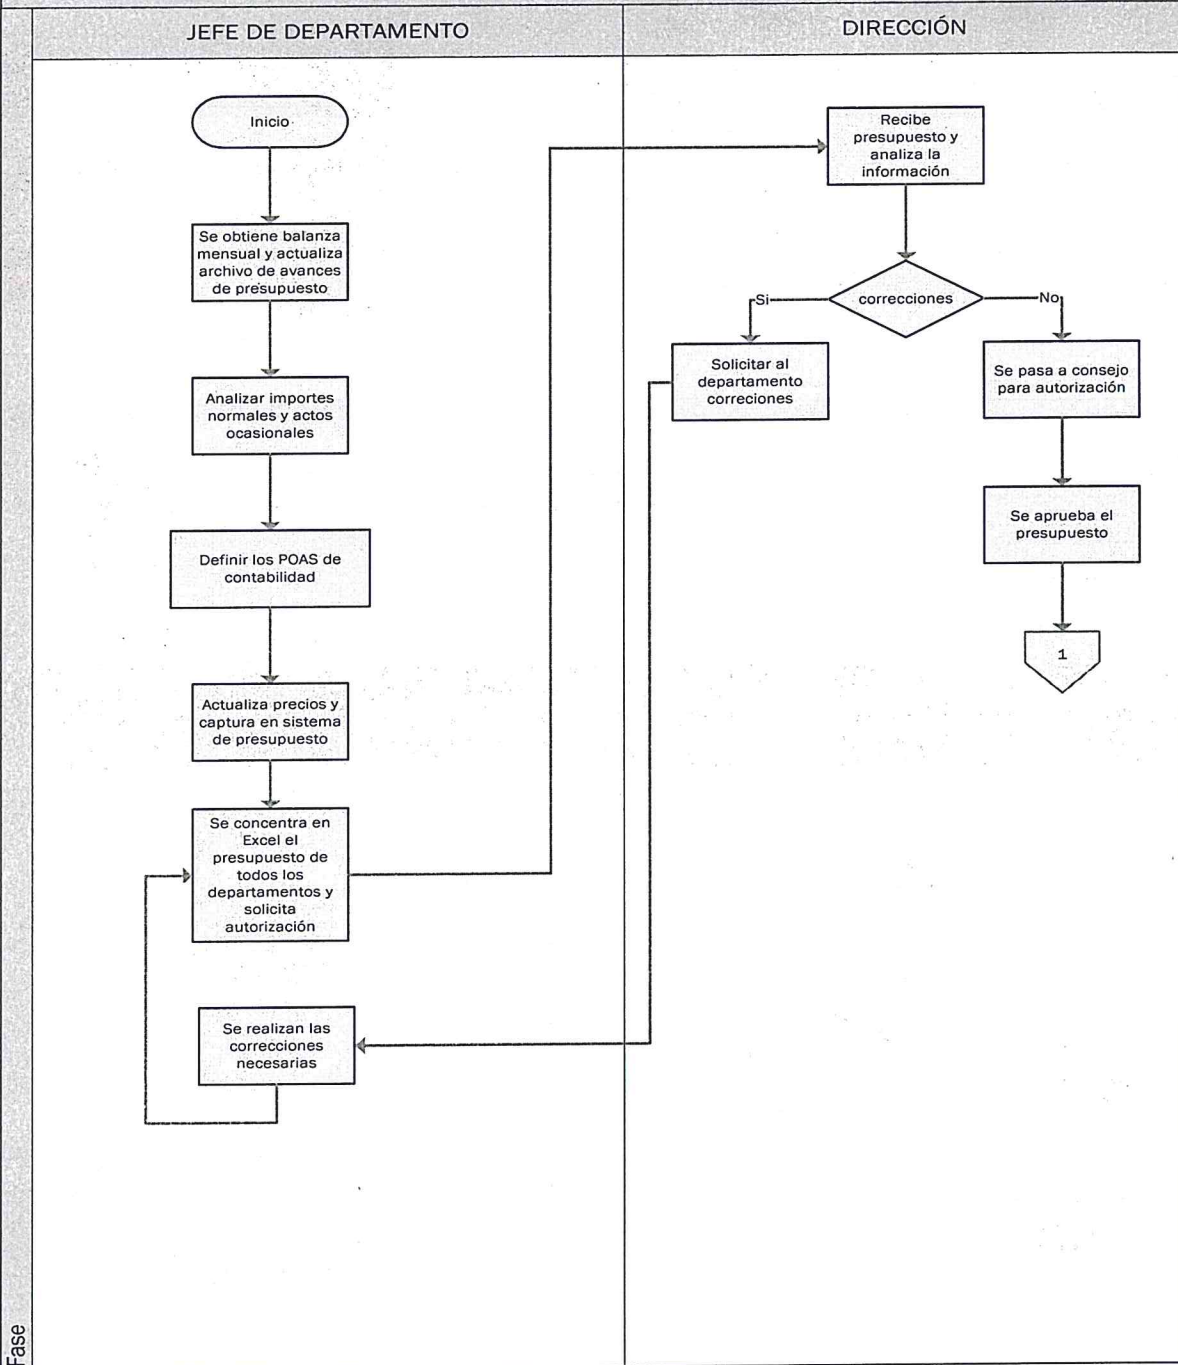 JEFE DE DEPARTAMENTO
DIRECCIÓN
Inicio
Se obtiene balanza
mensual y actualiza
archivo de avances
de presupuesto
Analizar importes
normales y actos
ocasionales
Definir los POAS de
contabilidad
Actualiza precios y
captura en sistema
de presupuesto
Se concentra en
Excel el
presupuesto de
todos los
departamentos y
solicita
autorización
Se realizan las
correcciones
necesarias
Recibe
presupuesto y
analiza la
información
correcciones
Si
No
Solicitar al
departamento
correciones
Se pasa a consejo
para autorización
Se aprueba el
presupuesto
1
Fase